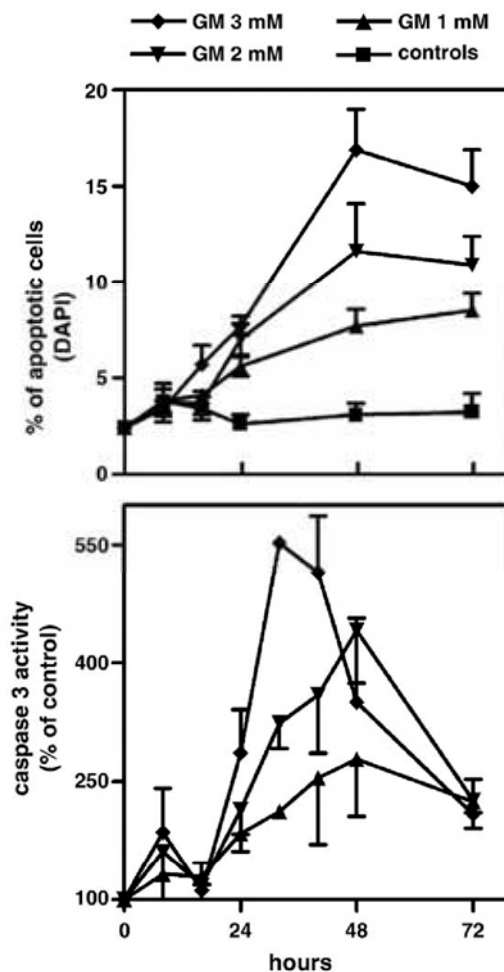 GM 3 mM
GM 1 mM
GM 2 mM
controls
20
15
10
5
0
% of apoptotic cells
(DAPI)
550
400
250
100
caspase 3 activity
(% of control)
0
24
48
72
hours